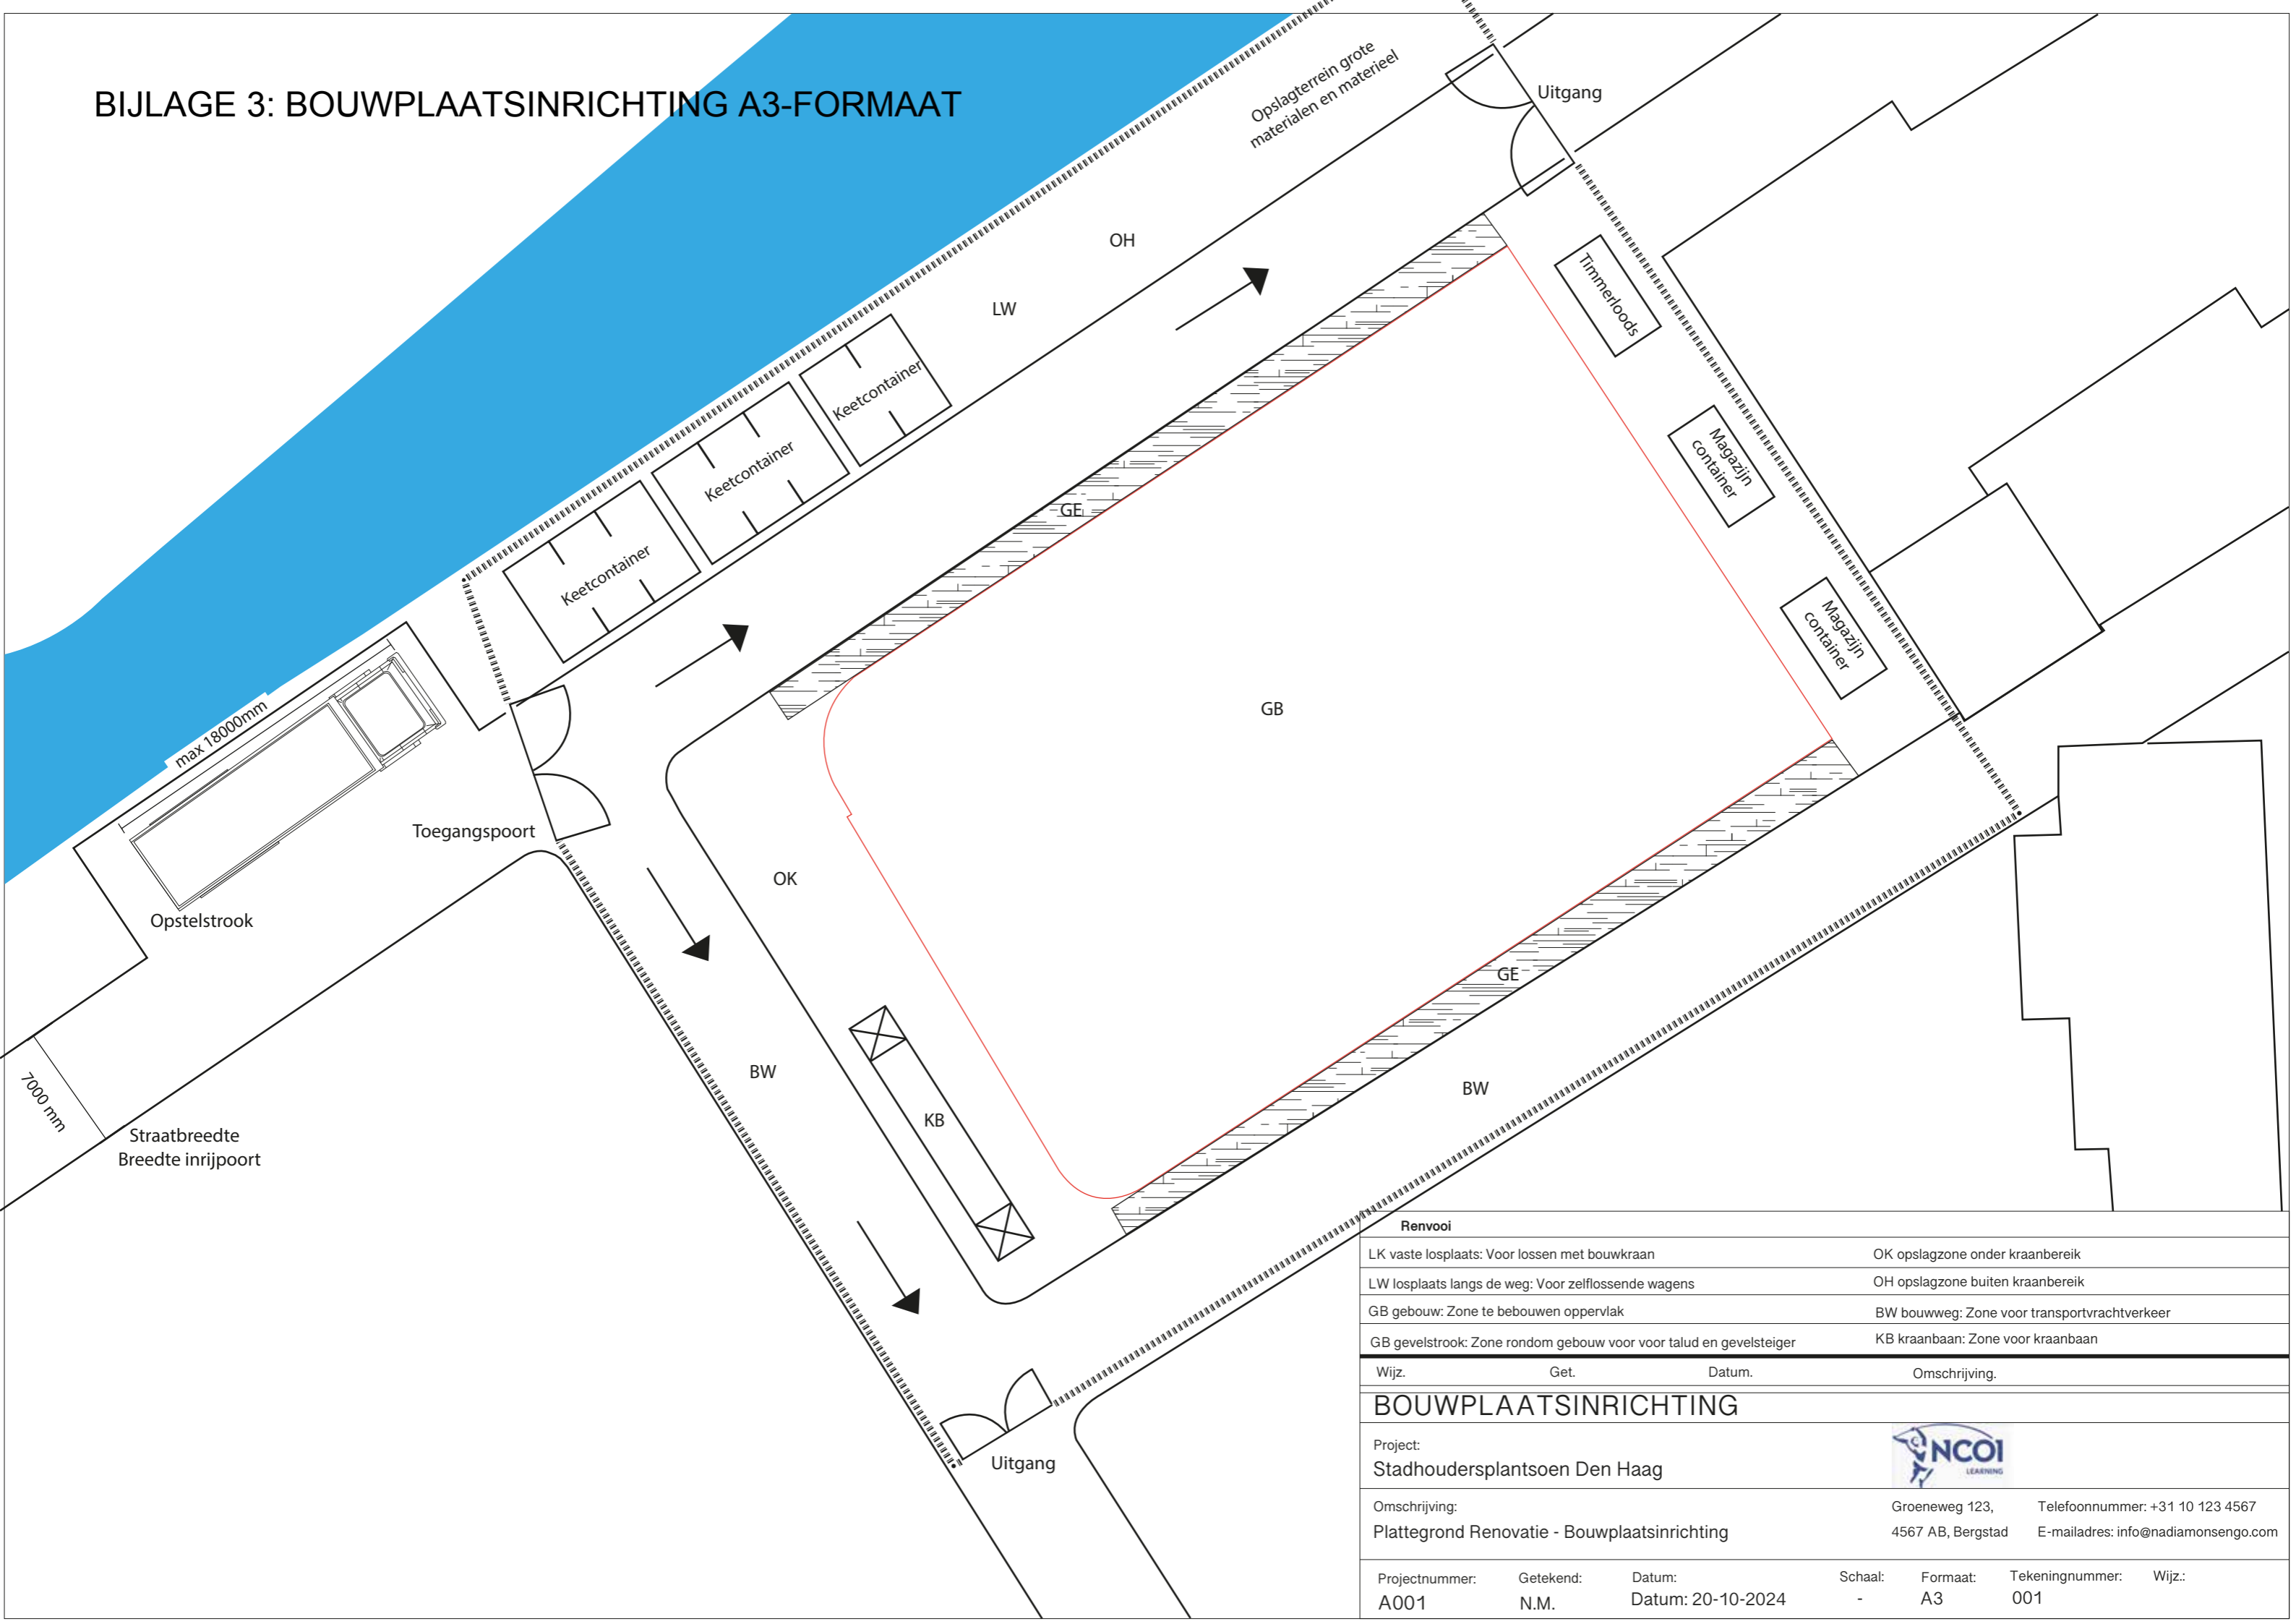 BIJLAGE 3: BOUWPLAATSINRICHTING A3-FORMAAT
Opslagterrein grote
materialen en materieel
Uitgang
OH
LW
Timmerloods
Keetcontainer
Keetcontainer
Keetcontainer
Magazijn
container
Magazijn
container
GE
GB
max 18000mm
Toegangspoort
Opstelstrook
OK
GE
BW
BW
KB
7000 mm
Straatbreedte
Breedte inrijpoort
Uitgang
Renvooi
LK vaste losplaats: Voor lossen met bouwkraan
OK opslagzone onder kraanbereik
LW losplaats langs de weg: Voor zelflossende wagens
OH opslagzone buiten kraanbereik
GB gebouw: Zone te bebouwen oppervlak
BW bouwweg: Zone voor transportvrachtverkeer
GB gevelstrook: Zone rondom gebouw voor voor talud en gevelsteiger
KB kraanbaan: Zone voor kraanbaan
Wijz. Get. Datum. Omschrijving.
BOUWPLAATSINRICHTING
Project:
Stadhoudersplantsoen Den Haag
NCOI
LEARNING
Omschrijving:
Plattegrond Renovatie - Bouwplaatsinrichting
Groeneweg 123,
4567 AB, Bergstad
Telefoonnummer: +31 10 123 4567
E-mailadres: info@nadiamonsengo.com
Projectnummer: Getekend: Datum: Schaal: Formaat: Tekeningnummer: Wijz.:
A001 N.M. Datum: 20-10-2024 - A3 001